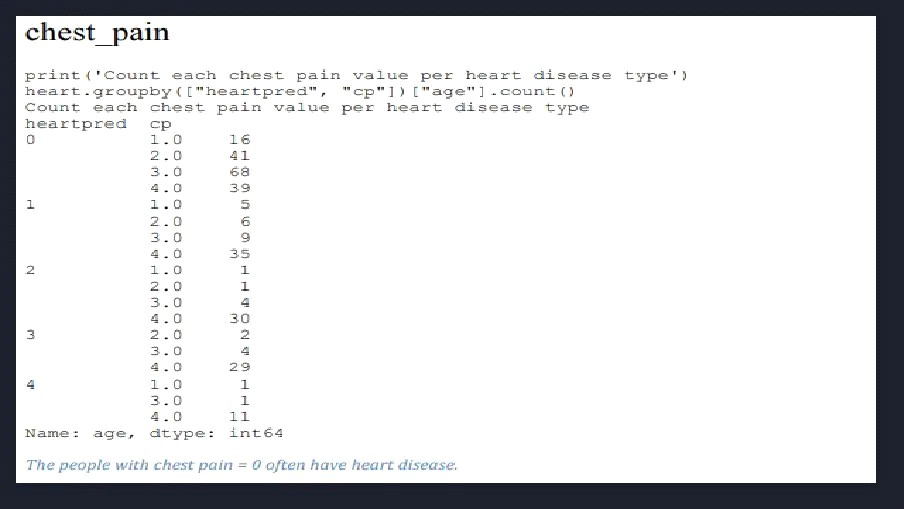 chest_pain
print('Count each chest pain value per heart disease type')
heart.groupby(["heartpred", "cp"])["age"].count()
Count each chest pain value per heart disease type
heartpred  cp
0          1.0    16
           2.0    41
           3.0    68
           4.0    39
1          1.0     5
           2.0     6
           3.0     9
           4.0    35
2          1.0     1
           2.0     1
           3.0     4
           4.0    30
3          2.0     2
           3.0     4
           4.0    29
4          1.0     1
           3.0     1
           4.0    11
Name: age, dtype: int64
The people with chest pain = 0 often have heart disease.